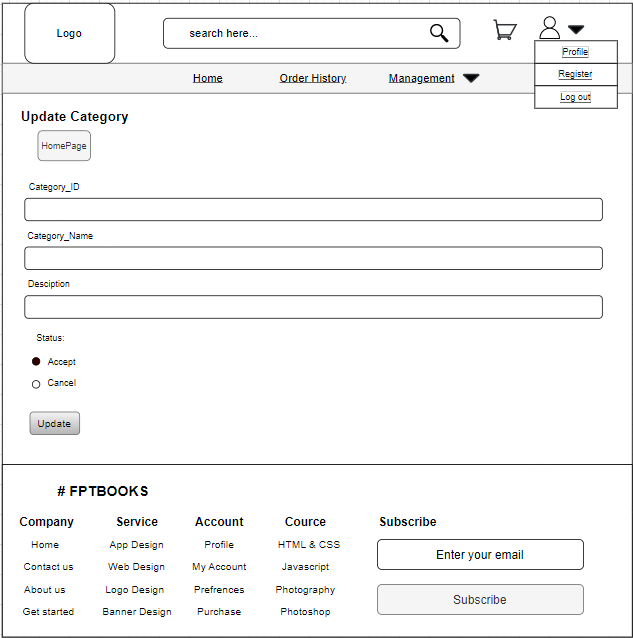 Logo
search here...
Profile
Register
Log out
Home Order History Management
Update Category
HomePage
Category_ID
Category_Name
Desciption
Status:
Accept
Cancel
Update
# FPTBOOKS
Company Service Account Cource Subscribe
Home App Design Profile HTML & CSS
Enter your email
Contact us Web Design My Account Javascript
About us Logo Design Prefrences Photography
Subscribe
Get started Banner Design Purchase Photoshop